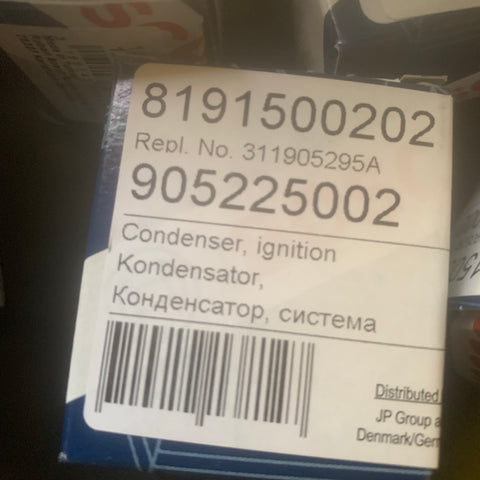 8191500202
Repl. No. 311905295A
905225002
Condenser, ignition
Kondensator,
Конденсатор, система
Distributed
JP Group
Denmark/Ger